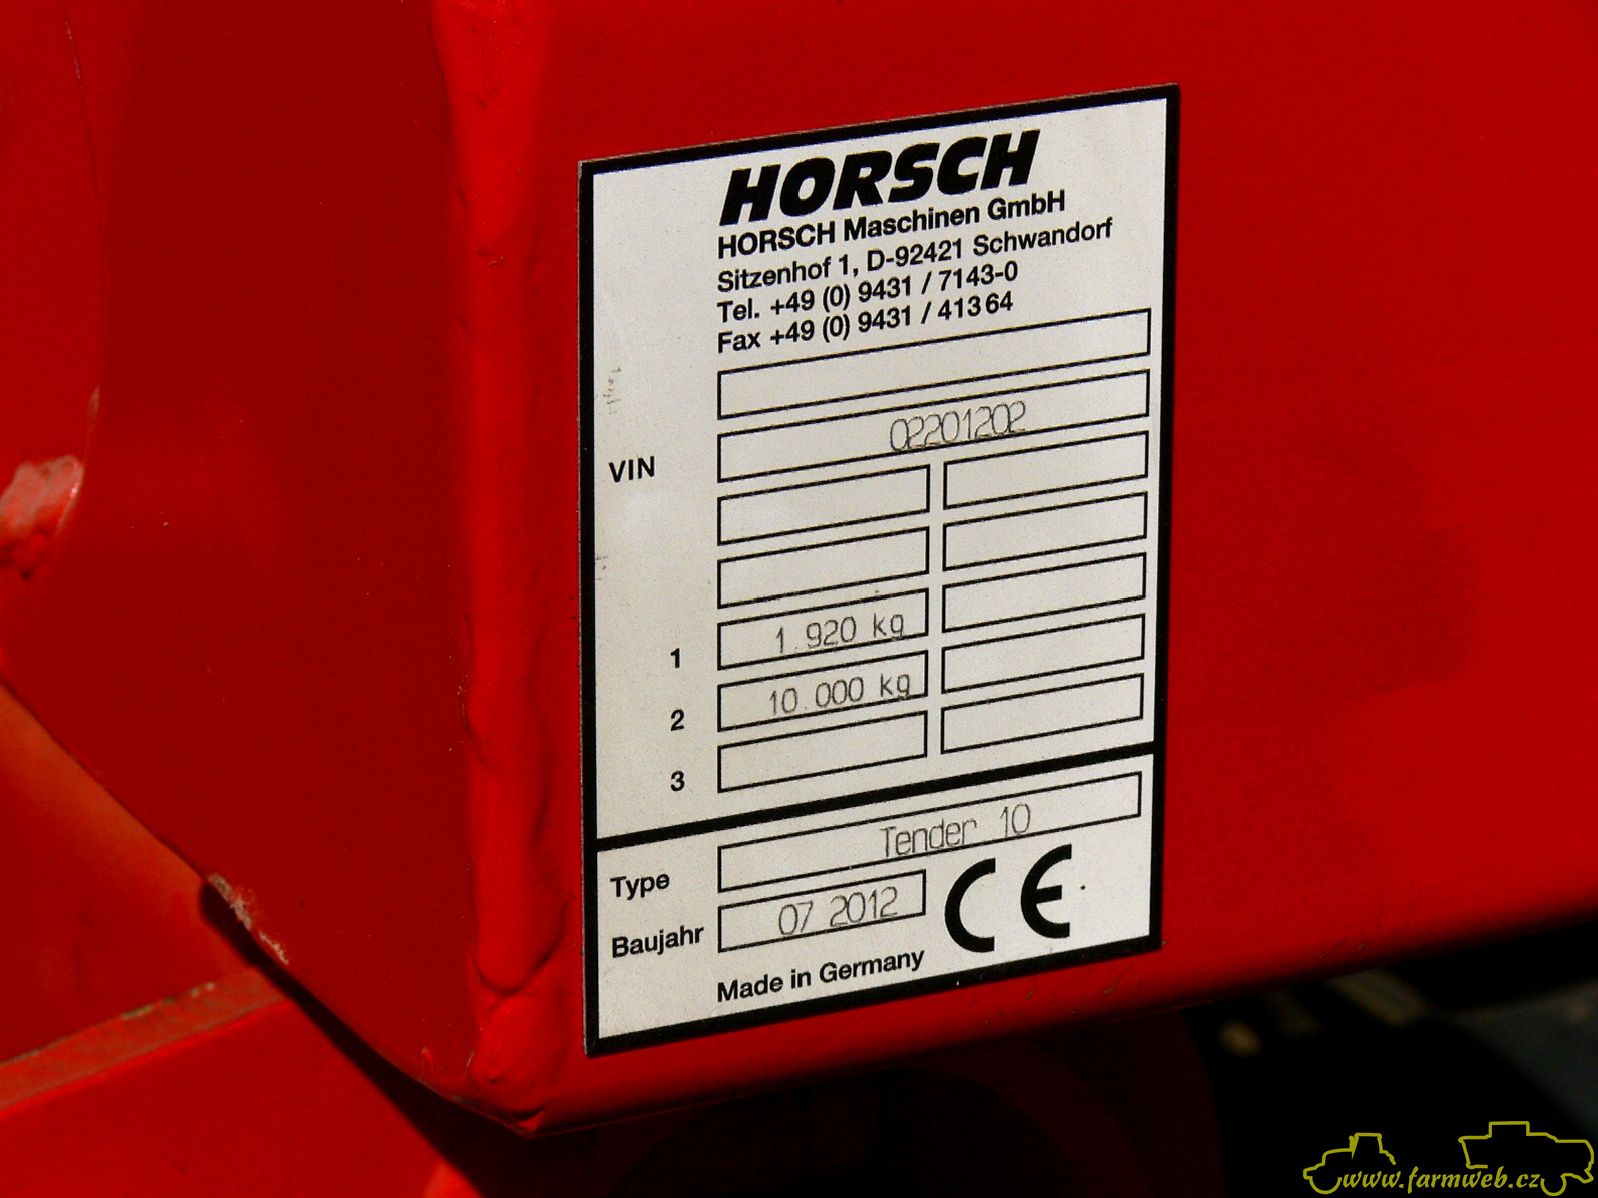 HORSCH
HORSCH Maschinen GmbH
Sitzenhof 1, D-92421 Schwandorf
Tel. +49 (0) 9431 / 7143-0
Fax +49 (0) 9431 / 41364
VIN 02201202
1 1.920 kg
2 10.000 kg
3
Type Tender 10
Baujahr 07 2012
CE
Made in Germany
www.farmweb.cz